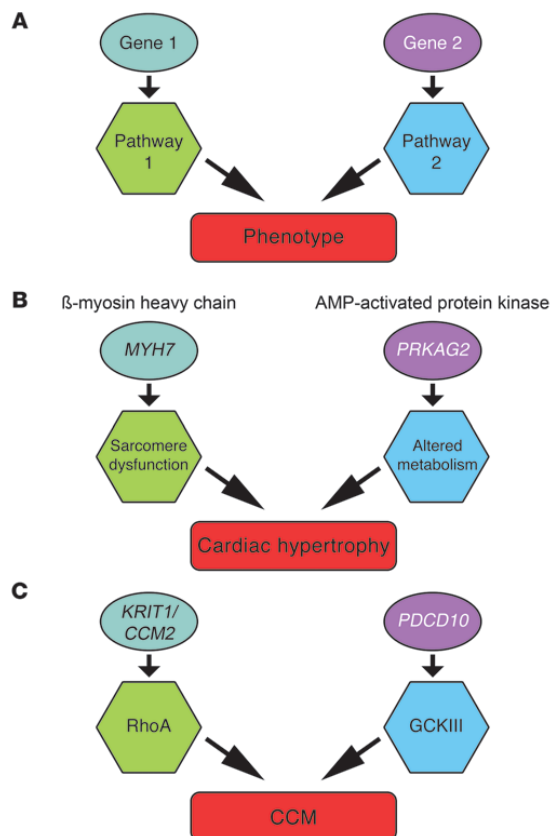 A
Gene 1
Gene 2
Pathway
1
Pathway
2
Phenotype
B
ß-myosin heavy chain
AMP-activated protein kinase
MYH7
PRKAG2
Sarcomere
dysfunction
Altered
metabolism
Cardiac hypertrophy
C
KRIT1/
CCM2
PDCD10
RhoA
GCKIII
CCM